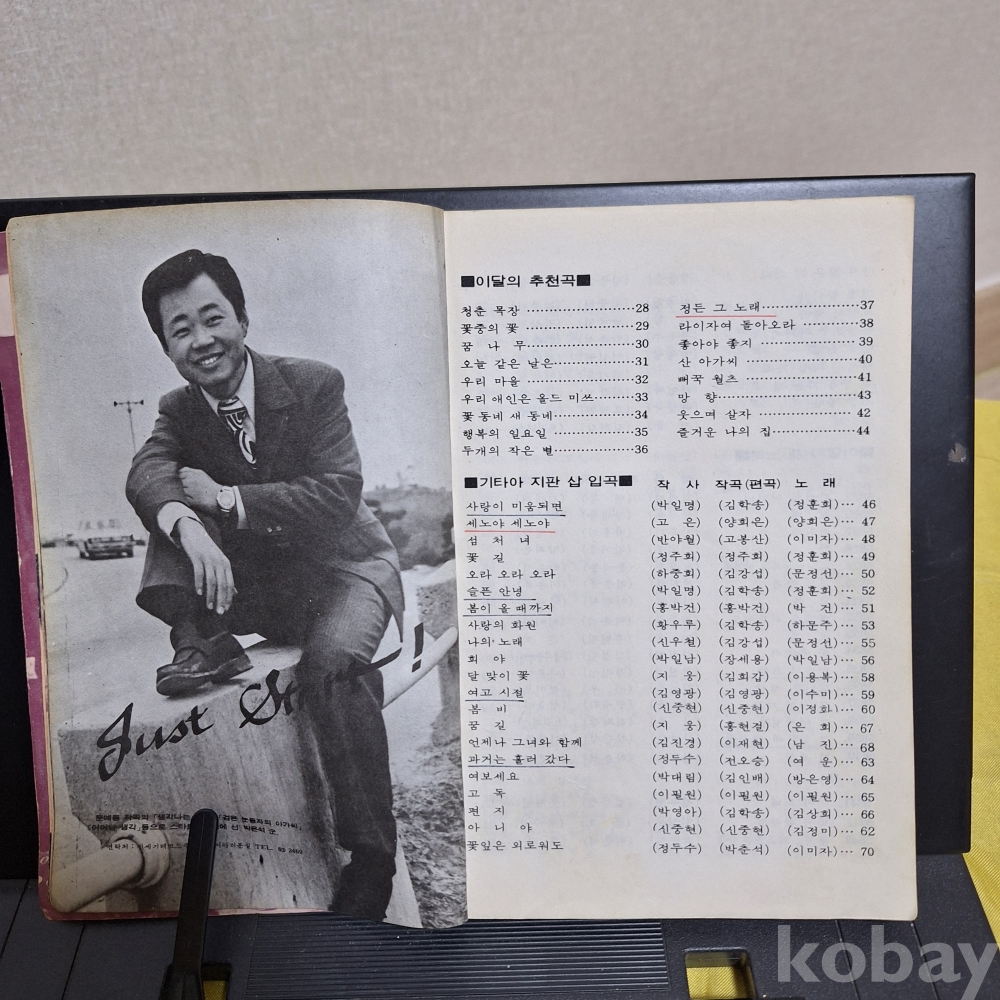 Just Start!
■이달의 추천곡■
청춘 목장 ⋯⋯⋯⋯⋯28
꽃중의 꽃 ⋯⋯⋯⋯⋯29
꿈 나 무⋯⋯⋯⋯⋯30
오늘 같은 날은⋯⋯⋯⋯31
우리 마을 ⋯⋯⋯⋯⋯32
우리 애인은 올드 미쓰⋯⋯33
꽃 동네 새 동네⋯⋯⋯⋯34
행복의 일요일 ⋯⋯⋯⋯35
두개의 작은 별⋯⋯⋯⋯36
정든 그 노래⋯⋯⋯⋯37
라이자여 돌아오라 ⋯⋯⋯38
좋아야 좋지 ⋯⋯⋯⋯39
산 아가씨 ⋯⋯⋯⋯⋯40
뻐꾹 월츠 ⋯⋯⋯⋯⋯41
망 향⋯⋯⋯⋯⋯⋯43
웃으며 살자 ⋯⋯⋯⋯42
즐거운 나의 집⋯⋯⋯⋯44
■기타아 지판 삽 입곡■ 작 사 작곡(편곡) 노 래
사랑이 미움되면 (박일명) (김학송) (정훈희)⋯ 46
세노야 세노야 (고 은) (양희은) (양희은)⋯ 47
섬 처 녀 (반야월) (고봉산) (이미자)⋯ 48
꽃 길 (정주희) (정주희) (정훈희)⋯ 49
오라 오라 오라 (하중희) (김강섭) (문정선)⋯ 50
슬픈 안녕 (박일명) (김학송) (정훈희)⋯ 52
봄이 올 때까지 (홍박건) (홍박건) (박 건)⋯ 51
사랑의 화원 (황우루) (김학송) (하문주)⋯ 53
나의 노래 (신우철) (김강섭) (문정선)⋯ 55
희 야 (박일남) (장세용) (박일남)⋯ 56
달 맞이 꽃 (지 웅) (김희갑) (이용복)⋯ 58
여고 시절 (김영광) (김영광) (이수미)⋯ 59
봄 비 (신중현) (신중현) (이정화)⋯ 60
꿈 길 (지 웅) (홍현걸) (은 희)⋯ 67
언제나 그녀와 함께 (김진경) (이재현) (남 진)⋯ 68
과거는 흘러 갔다 (정두수) (전오승) (여 운)⋯ 63
여보세요 (박대림) (김인배) (방은영)⋯ 64
고 독 (이필원) (이필원) (이필원)⋯ 65
편 지 (박영아) (김학송) (김상희)⋯ 66
아 니 야 (신중현) (신중현) (김정미)⋯ 62
꽃잎은 외로워도 (정두수) (박춘석) (이미자)⋯ 70
kobay